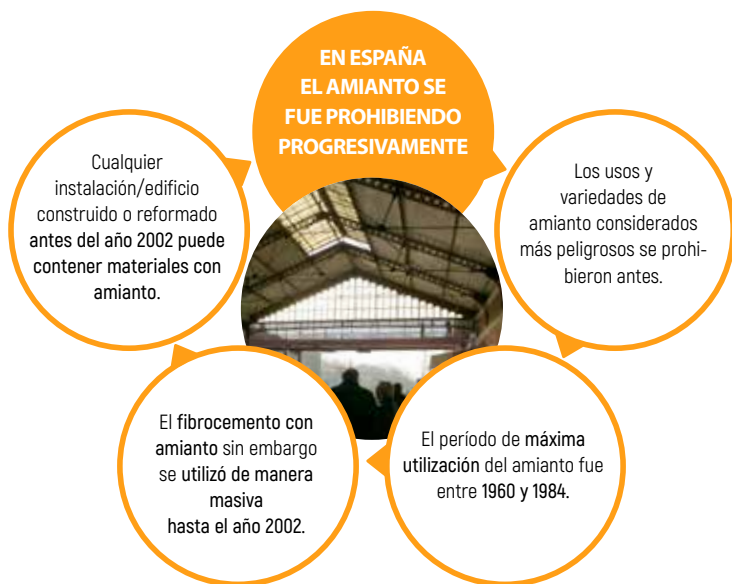 EN ESPAÑA
EL AMIANTO SE
FUE PROHIBIENDO
PROGRESIVAMENTE
Los usos y
variedades de
amianto considerados
más peligrosos se prohi-
bieron antes.
El período de máxima
utilización del amianto fue
entre 1960 y 1984.
El fibrocemento con
amianto sin embargo
se utilizó de manera
masiva
hasta el año 2002.
Cualquier
instalación/edificio
construido o reformado
antes del año 2002 puede
contener materiales con
amianto.